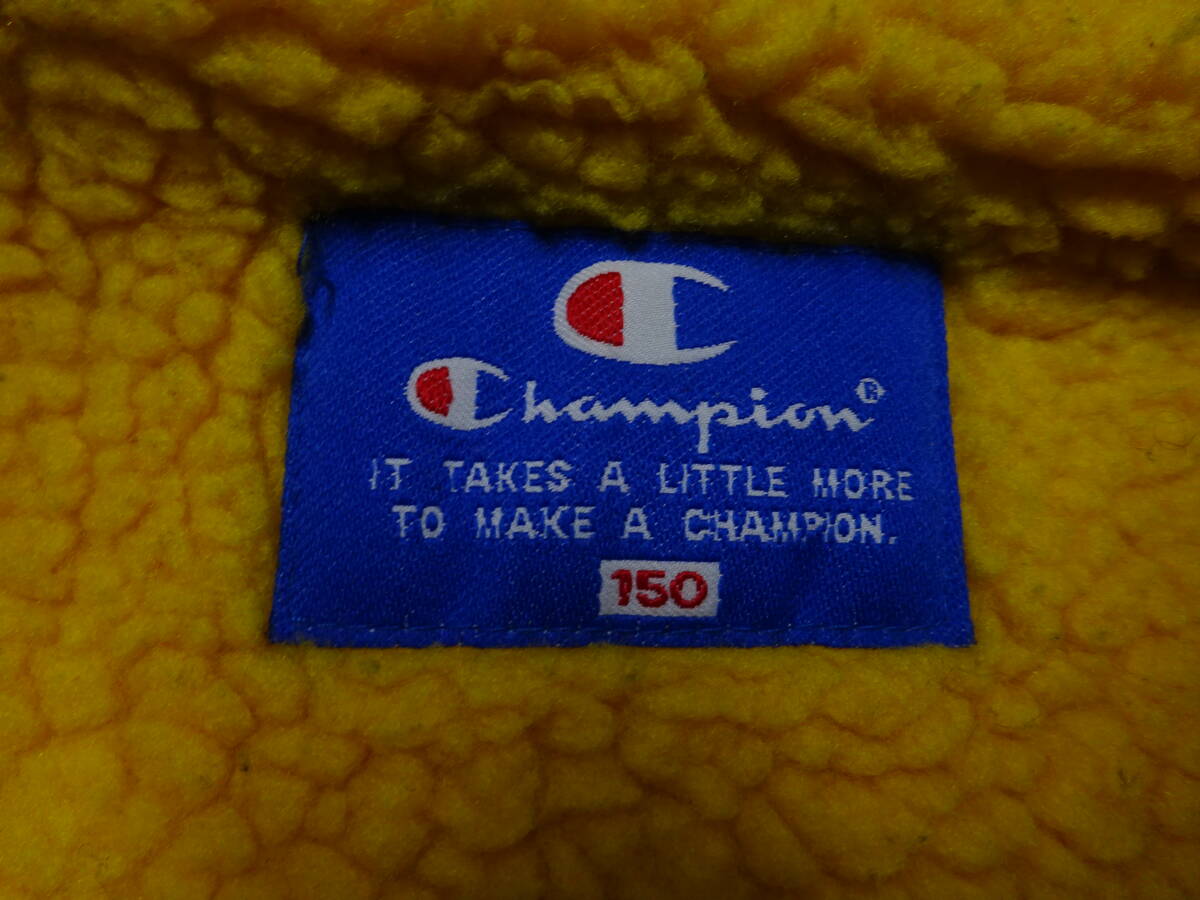 Champion®
IT TAKES A LITTLE MORE
TO MAKE A CHAMPION.
150